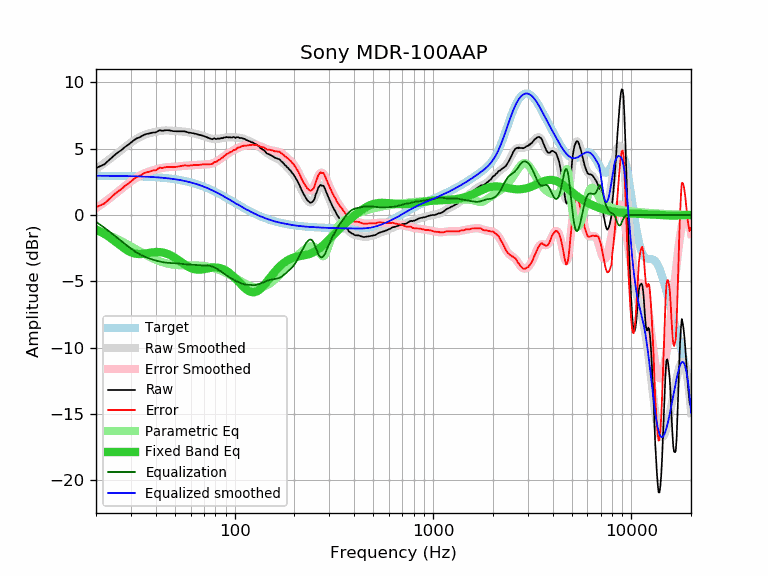 Sony MDR-100AAP
10
5
0
−5
−10
−15
−20
Amplitude (dBr)
Target
Raw Smoothed
Error Smoothed
Raw
Error
Parametric Eq
Fixed Band Eq
Equalization
Equalized smoothed
100
1000
10000
Frequency (Hz)